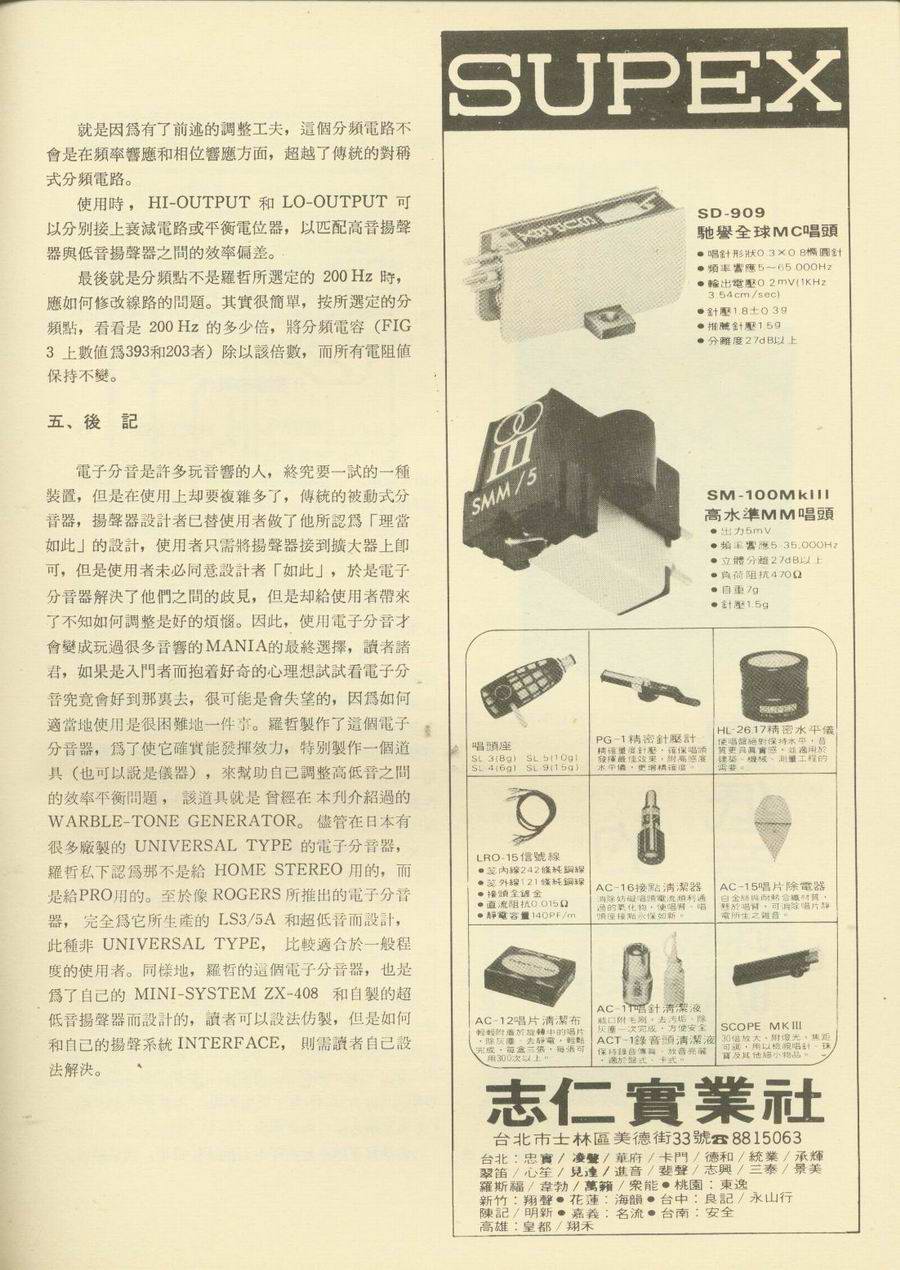 就是因爲有了前述的調整工夫，這個分頻電路不
會是在頻率響應和相位響應方面，超越了傳統的對稱
式分頻電路。
使用時，HI-OUTPUT 和 LO-OUTPUT 可
以分別接上衰減電路或平衡電位器，以匹配高音揚聲
器與低音揚聲器之間的效率偏差。
最後就是分頻點不是羅哲所選定的 200 Hz 時，
應如何修改線路的問題。其實很簡單，按所選定的分
頻點，看看是 200 Hz 的多少倍，將分頻電容（FIG
3 上數値爲393和203者）除以該倍數，而所有電阻値
保持不變。
五、後　記
電子分音是許多玩音響的人，終究要一試的一種
裝置，但是在使用上却要複雜多了，傳統的被動式分
音器，揚聲器設計者已替使用者做了他所認爲「理當
如此」的設計，使用者只需將揚聲器接到擴大器上卽
可，但是使用者未必同意設計者「如此」，於是電子
分音器解決了他們之間的歧見，但是却給使用者帶來
了不知如何調整是好的煩惱。因此，使用電子分音才
會變成玩過很多音響的MANIA的最終選擇，讀者諸
君，如果是入門者而抱着好奇的心理想試試看電子分
音究竟會好到那裏去，很可能是會失望的，因爲如何
適當地使用是很困難地一件事。羅哲製作了這個電子
分音器，爲了使它確實能發揮效力，特別製作一個道
具（也可以說是儀器），來幫助自己調整高低音之間
的效率平衡問題，該道具就是曾經在本刊介紹過的
WARBLE-TONE GENERATOR。儘管在日本有
很多廠製的 UNIVERSAL TYPE 的電子分音器，
羅哲私下認爲那不是給 HOME STEREO 用的，而
是給PRO用的。至於像 ROGERS 所推出的電子分音
器，完全爲它所生產的 LS3/5A 和超低音而設計，
此種非 UNIVERSAL TYPE，比較適合於一般程
度的使用者。同樣地，羅哲的這個電子分音器，也是
爲了自己的 MINI-SYSTEM ZX-408 和自製的超
低音揚聲器而設計的，讀者可以設法仿製，但是如何
和自己的揚聲系統 INTERFACE，則需讀者自己設
法解決。
SUPEX
SUPEX
SD-909
馳譽全球MC唱頭
●唱針形狀0.3×0.8橢圓針
●頻率響應5～65.000Hz
●輸出電壓0.2mV(1KHz
3.54cm/sec)
●針壓1.8±0.3g
●推薦針壓1.5g
●分離度27dB以上
III
SMM/5
SM-100MkIII
高水準MM唱頭
●出力5mV
●頻率響應5-35,000Hz
●立體分離27dB以上
●負荷阻抗470Ω
●自重7g
●針壓1.5g
唱頭座
SL-3(8g) SL-5(10g)
SL-4(6g) SL-9(15g)
PG-1精密針壓計
精確量度針壓，確保唱頭
發揮最佳效果，附高感度
水平儀，更增精確度。
SUPEX
HL-26.17精密水平儀
使唱盤絕對保持水平，音
質更具眞實感，並適用於
建築、機械、測量工程的
需要。
LRO-15信號線
●芯內線242條純銅線
●芯外線121條純銅線
●接頭全鍍金
●直流阻抗0.015Ω
●靜電容量140PF/m
AC-16接點清潔器
消除妨礙唱頭電流順利通
過的氧化物，使唱臂、唱
頭座接點永保如新。
AC-15唱片除電器
白金絲與耐熱合纖材質，
懸於唱臂，可消除唱片靜
電所生之雜音。
AC-12唱片清潔布
輕輕附着於旋轉中的唱片
，除灰塵、去靜電，輕鬆
完成，每盒三張，每張可
用300次以上。
AC-11唱針清潔液
瓶口附毛刷，去污垢、除
灰塵一次完成，方便安全
ACT-1錄音頭清潔液
保持錄音傳眞、放音亮麗
，適於盤式、卡式。
SCOPE MKⅢ
30倍放大，附燈光，焦距
可調，用以檢視唱針、珠
寶及其他細小物品。
志仁實業社
台北市士林區美德街33號☎8815063
台北：忠實／凌聲／華府／卡門／德和／統業／承輝
翠笛／心笙／兒達／進音／斐聲／志興／三泰／景美
羅斯福／韋勃／萬籟／衆能●桃園：東逸
新竹：翔聲●花蓮：海韻●台中：良記／永山行
陳記／明新●嘉義：名流●台南：安全
高雄：皇都／翔禾